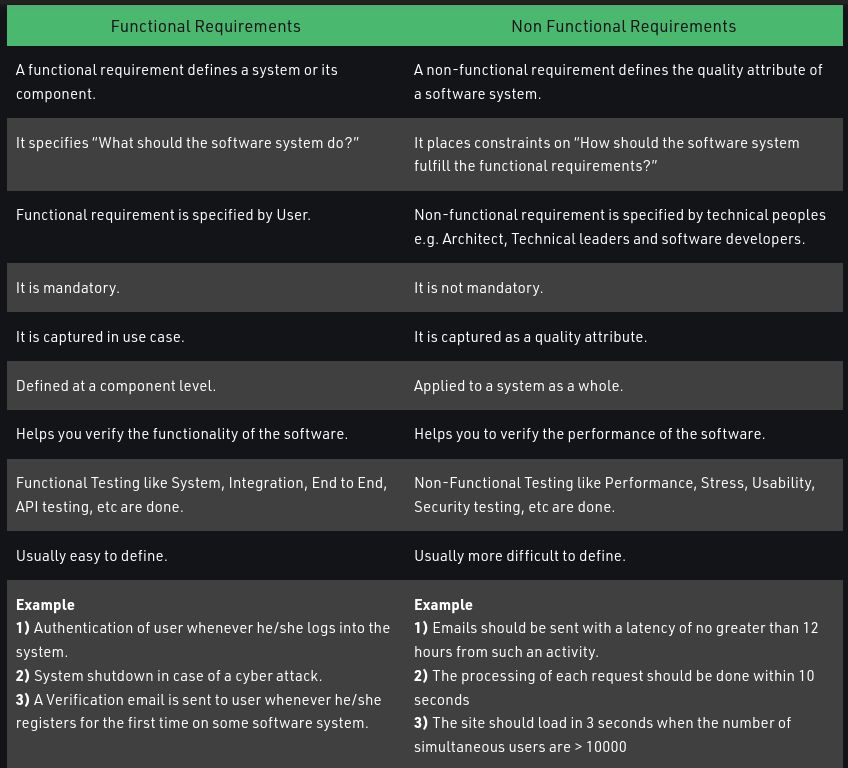 Functional Requirements
Non Functional Requirements
A functional requirement defines a system or its
component.
A non-functional requirement defines the quality attribute of
a software system.
It specifies “What should the software system do?”
It places constraints on “How should the software system
fulfill the functional requirements?”
Functional requirement is specified by User.
Non-functional requirement is specified by technical peoples
e.g. Architect, Technical leaders and software developers.
It is mandatory.
It is not mandatory.
It is captured in use case.
It is captured as a quality attribute.
Defined at a component level.
Applied to a system as a whole.
Helps you verify the functionality of the software.
Helps you to verify the performance of the software.
Functional Testing like System, Integration, End to End,
API testing, etc are done.
Non-Functional Testing like Performance, Stress, Usability,
Security testing, etc are done.
Usually easy to define.
Usually more difficult to define.
Example
1) Authentication of user whenever he/she logs into the
system.
2) System shutdown in case of a cyber attack.
3) A Verification email is sent to user whenever he/she
registers for the first time on some software system.
Example
1) Emails should be sent with a latency of no greater than 12
hours from such an activity.
2) The processing of each request should be done within 10
seconds
3) The site should load in 3 seconds when the number of
simultaneous users are > 10000